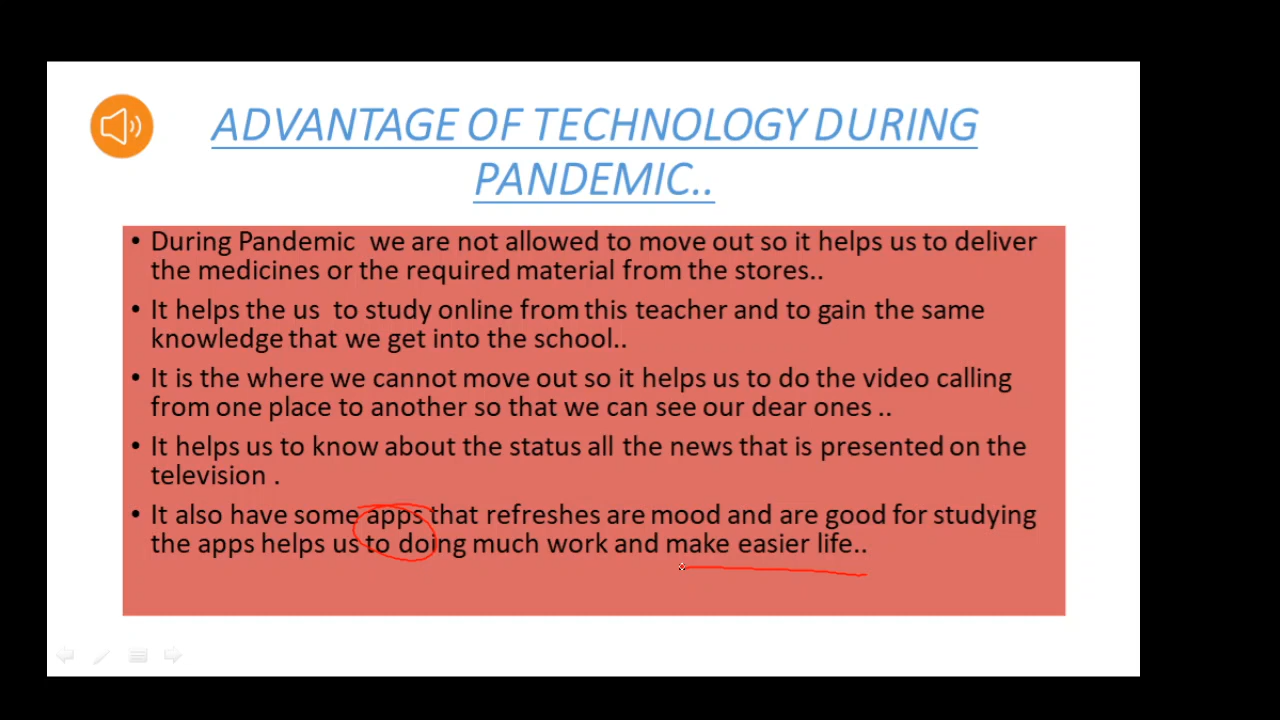 ADVANTAGE OF TECHNOLOGY DURING
PANDEMIC..
• During Pandemic we are not allowed to move out so it helps us to deliver
the medicines or the required material from the stores..
• It helps the us to study online from this teacher and to gain the same
knowledge that we get into the school..
• It is the where we cannot move out so it helps us to do the video calling
from one place to another so that we can see our dear ones ..
• It helps us to know about the status all the news that is presented on the
television .
• It also have some apps that refreshes are mood and are good for studying
the apps helps us to doing much work and make easier life..